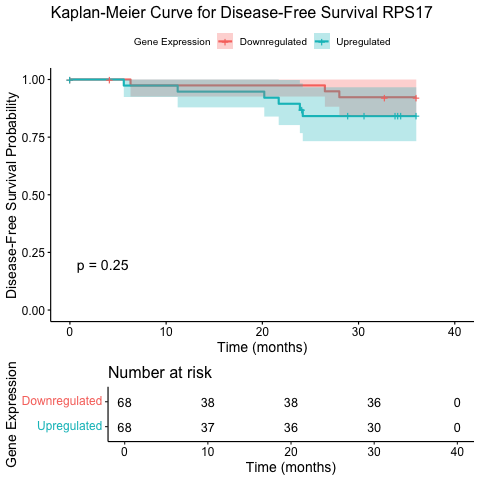 Kaplan-Meier Curve for Disease-Free Survival RPS17
Gene Expression Downregulated Upregulated
Disease-Free Survival Probability
1.00
0.75
0.50
0.25
0.00
p = 0.25
0 10 20 30 40
Time (months)
Number at risk
Gene Expression
Downregulated 68 38 38 36 0
Upregulated 68 37 36 30 0
0 10 20 30 40
Time (months)